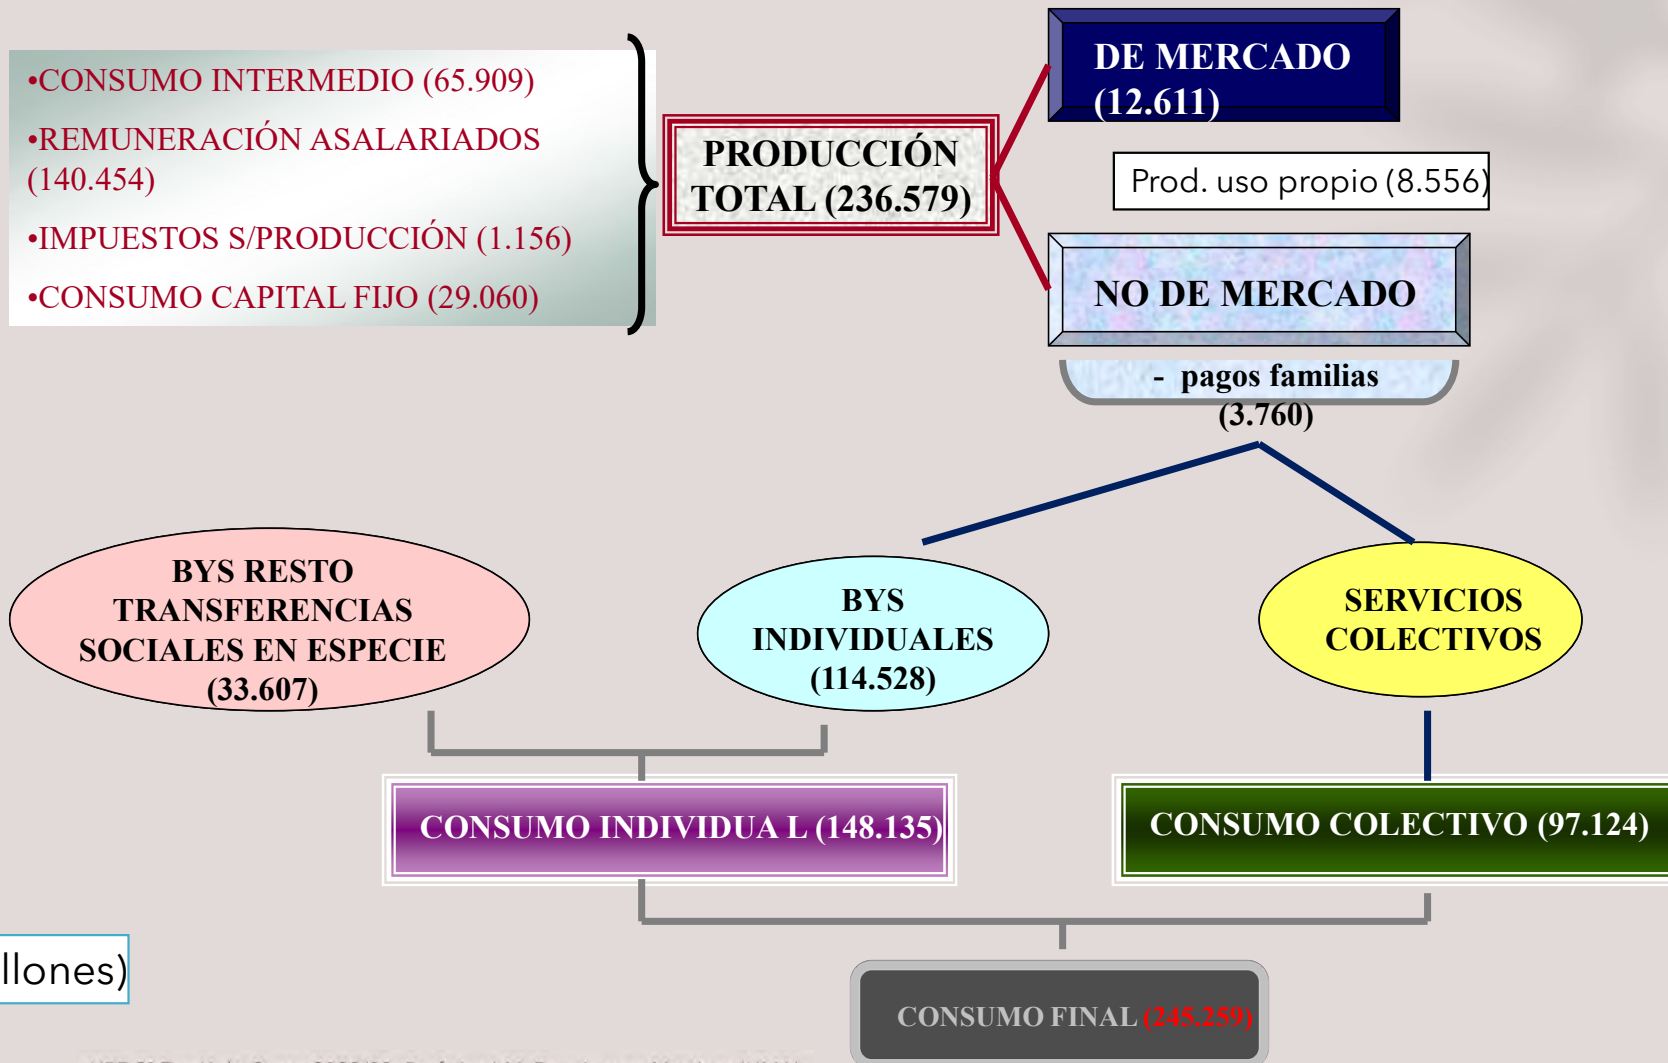 •CONSUMO INTERMEDIO (65.909)
•REMUNERACIÓN ASALARIADOS
(140.454)
•IMPUESTOS S/PRODUCCIÓN (1.156)
•CONSUMO CAPITAL FIJO (29.060)
PRODUCCIÓN
TOTAL (236.579)
DE MERCADO
(12.611)
Prod. uso propio (8.556)
NO DE MERCADO
- pagos familias
(3.760)
BYS RESTO
TRANSFERENCIAS
SOCIALES EN ESPECIE
(33.607)
BYS
INDIVIDUALES
(114.528)
SERVICIOS
COLECTIVOS
CONSUMO INDIVIDUA L (148.135)
CONSUMO COLECTIVO (97.124)
llones)
CONSUMO FINAL (245.259)